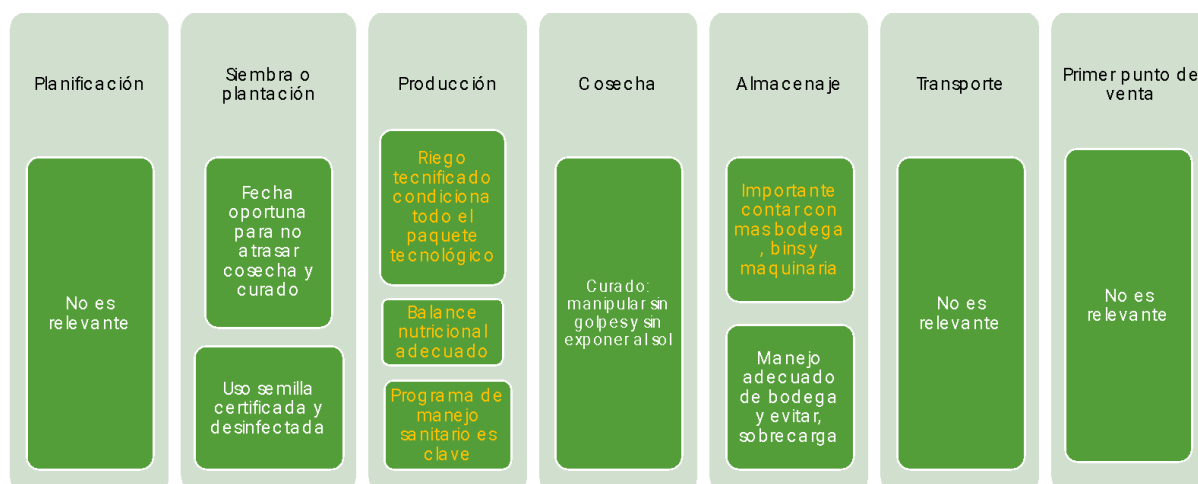 Planificación
No es
relevante
Siembra o
plantación
Fecha
oportuna
para no
atrasar
cosecha y
curado
Uso semilla
certificada y
desinfectada
Producción
Riego
tecnificado
condiciona
todo el
paquete
tecnológico
Balance
nutricional
adecuado
Programa de
manejo
sanitario es
clave
Cosecha
Curado:
manipular sin
golpes y sin
exponer al sol
Almacenaje
Importante
contar con
mas bodega
, bins y
maquinaria
Manejo
adecuado
de bodega
y evitar,
sobrecarga
Transporte
No es
relevante
Primer punto de
venta
No es
relevante